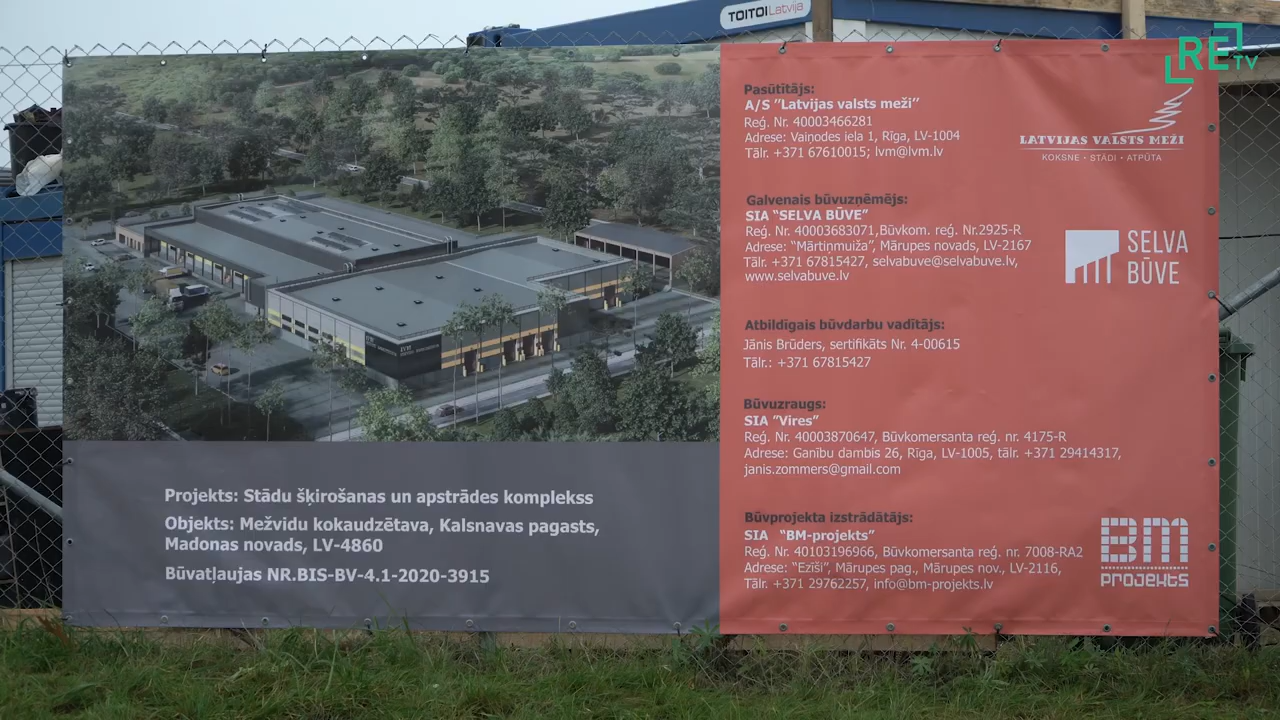 TOITOI Latvija
RE TV
Pasūtītājs:
A/S "Latvijas valsts meži"
Reģ. Nr. 40003466281
Adrese: Vaiņodes iela 1, Rīga, LV-1004
Tālr. +371 67610015; lvm@lvm.lv
LATVIJAS VALSTS MEŽI
KOKSNE • STĀDI • ATPŪTA
Galvenais būvuzņēmējs:
SIA "SELVA BŪVE"
Reģ. Nr. 40003683071,Būvkom. reģ. Nr.2925-R
Adrese: "Mārtiņmuiža", Mārupes novads, LV-2167
Tālr. +371 67815427, selvabuve@selvabuve.lv,
www.selvabuve.lv
SELVA
BŪVE
Atbildīgais būvdarbu vadītājs:
Jānis Brūders, sertifikāts Nr. 4-00615
Tālr.: +371 67815427
Būvuzraugs:
SIA "Vires"
Reģ. Nr. 40003870647, Būvkomersanta reģ. nr. 4175-R
Adrese: Ganību dambis 26, Rīga, LV-1005, tālr. +371 29414317,
janis.zommers@gmail.com
Būvprojekta izstrādātājs:
SIA "BM-projekts"
Reģ. Nr. 40103196966, Būvkomersanta reģ. nr. 7008-RA2
Adrese: "Ezīši", Mārupes pag., Mārupes nov., LV-2116,
Tālr. +371 29762257, info@bm-projekts.lv
BM
PROJEKTS
Projekts: Stādu šķirošanas un apstrādes komplekss
Objekts: Mežvidu kokaudzētava, Kalsnavas pagasts,
Madonas novads, LV-4860
Būvatļaujas NR.BIS-BV-4.1-2020-3915